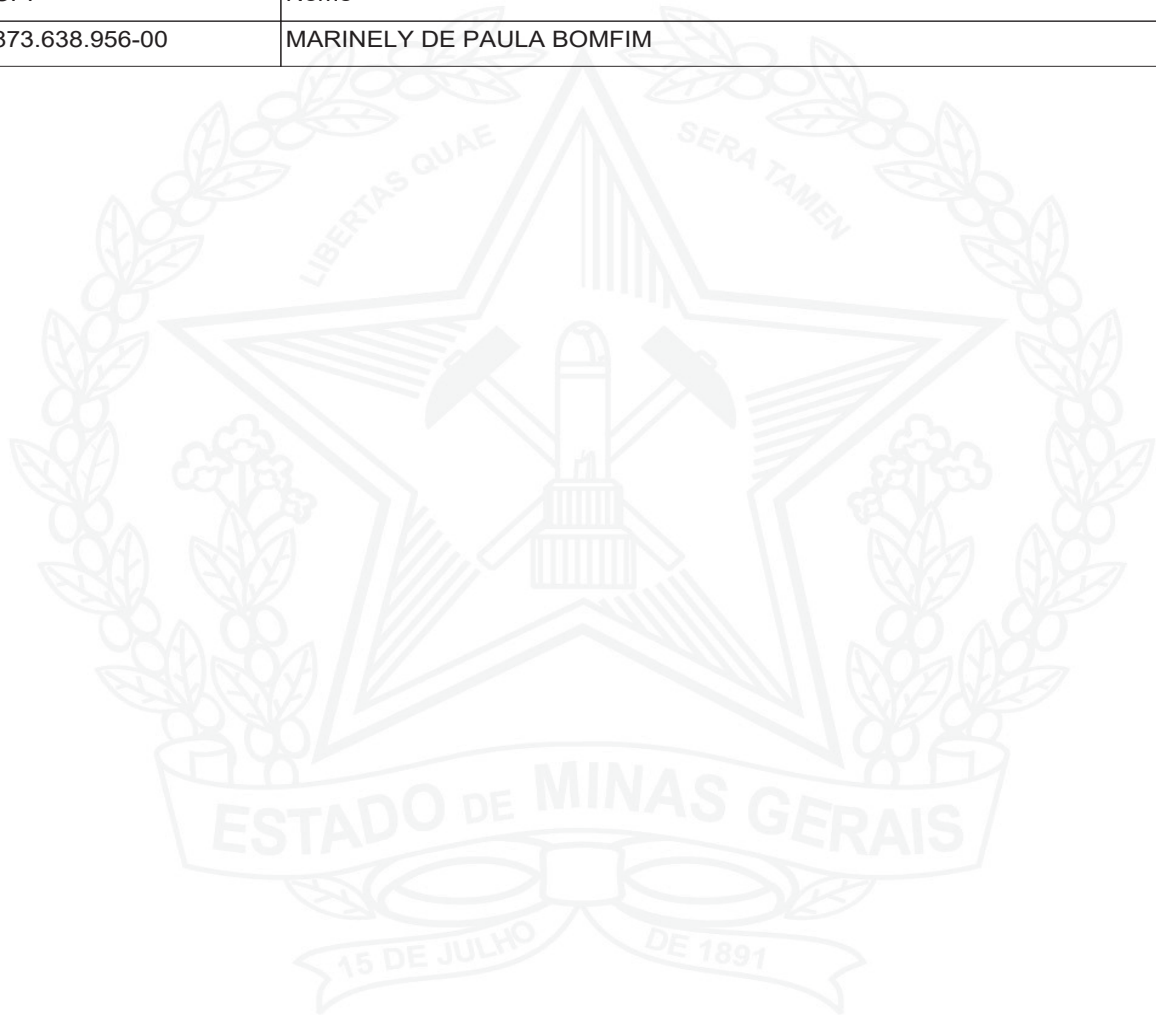 Nome
373.638.956-00 MARINELY DE PAULA BOMFIM
LIBERTAS QUAE SERA TAMEN
ESTADO DE MINAS GERAIS
15 DE JULHO DE 1891